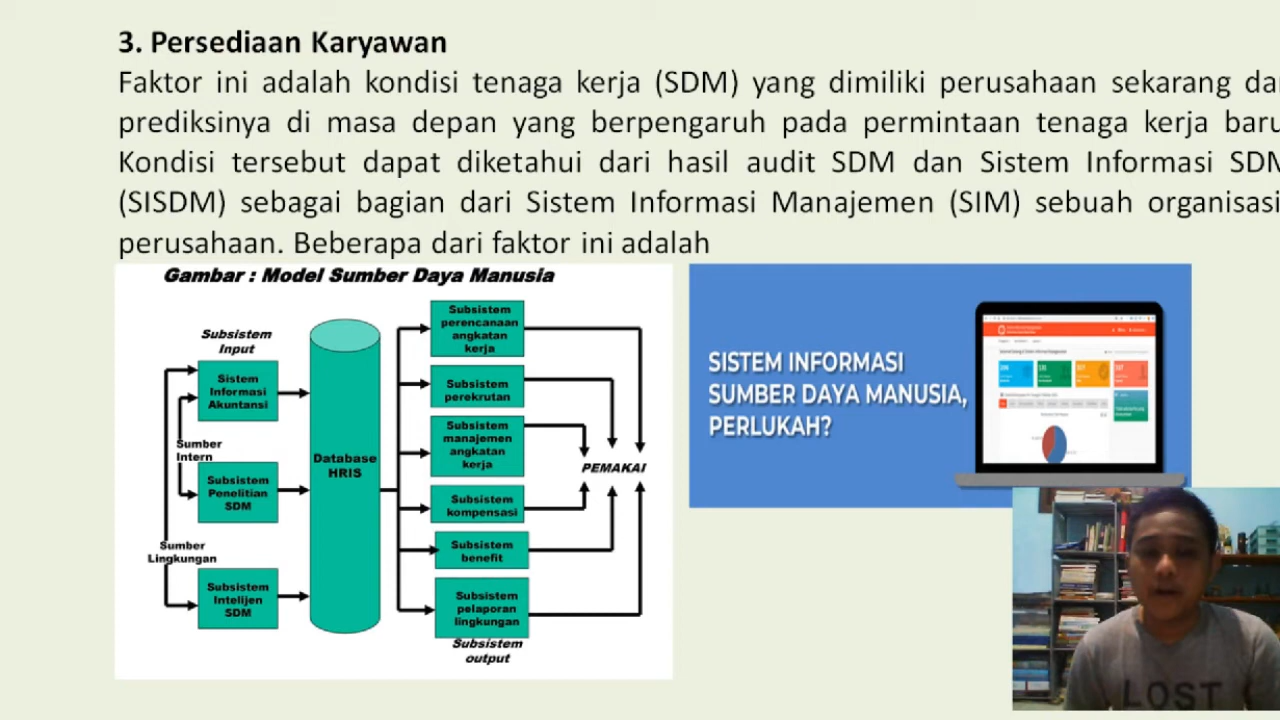 3. Persediaan Karyawan
Faktor ini adalah kondisi tenaga kerja (SDM) yang dimiliki perusahaan sekarang da
prediksinya di masa depan yang berpengaruh pada permintaan tenaga kerja baru
Kondisi tersebut dapat diketahui dari hasil audit SDM dan Sistem Informasi SDM
(SISDM) sebagai bagian dari Sistem Informasi Manajemen (SIM) sebuah organisasi
perusahaan. Beberapa dari faktor ini adalah
Gambar : Model Sumber Daya Manusia
Subsistem
Input
Sistem
Informasi
Akuntansi
Sumber
Intern
Subsistem
Penelitian
SDM
Sumber
Lingkungan
Subsistem
Intelijen
SDM
Database
HRIS
Subsistem
perencanaan
angkatan
kerja
Subsistem
perekrutan
Subsistem
manajemen
angkatan
kerja
Subsistem
kompensasi
Subsistem
benefit
Subsistem
pelaporan
lingkungan
Subsistem
output
PEMAKAI
SISTEM INFORMASI
SUMBER DAYA MANUSIA,
PERLUKAH?
LOST